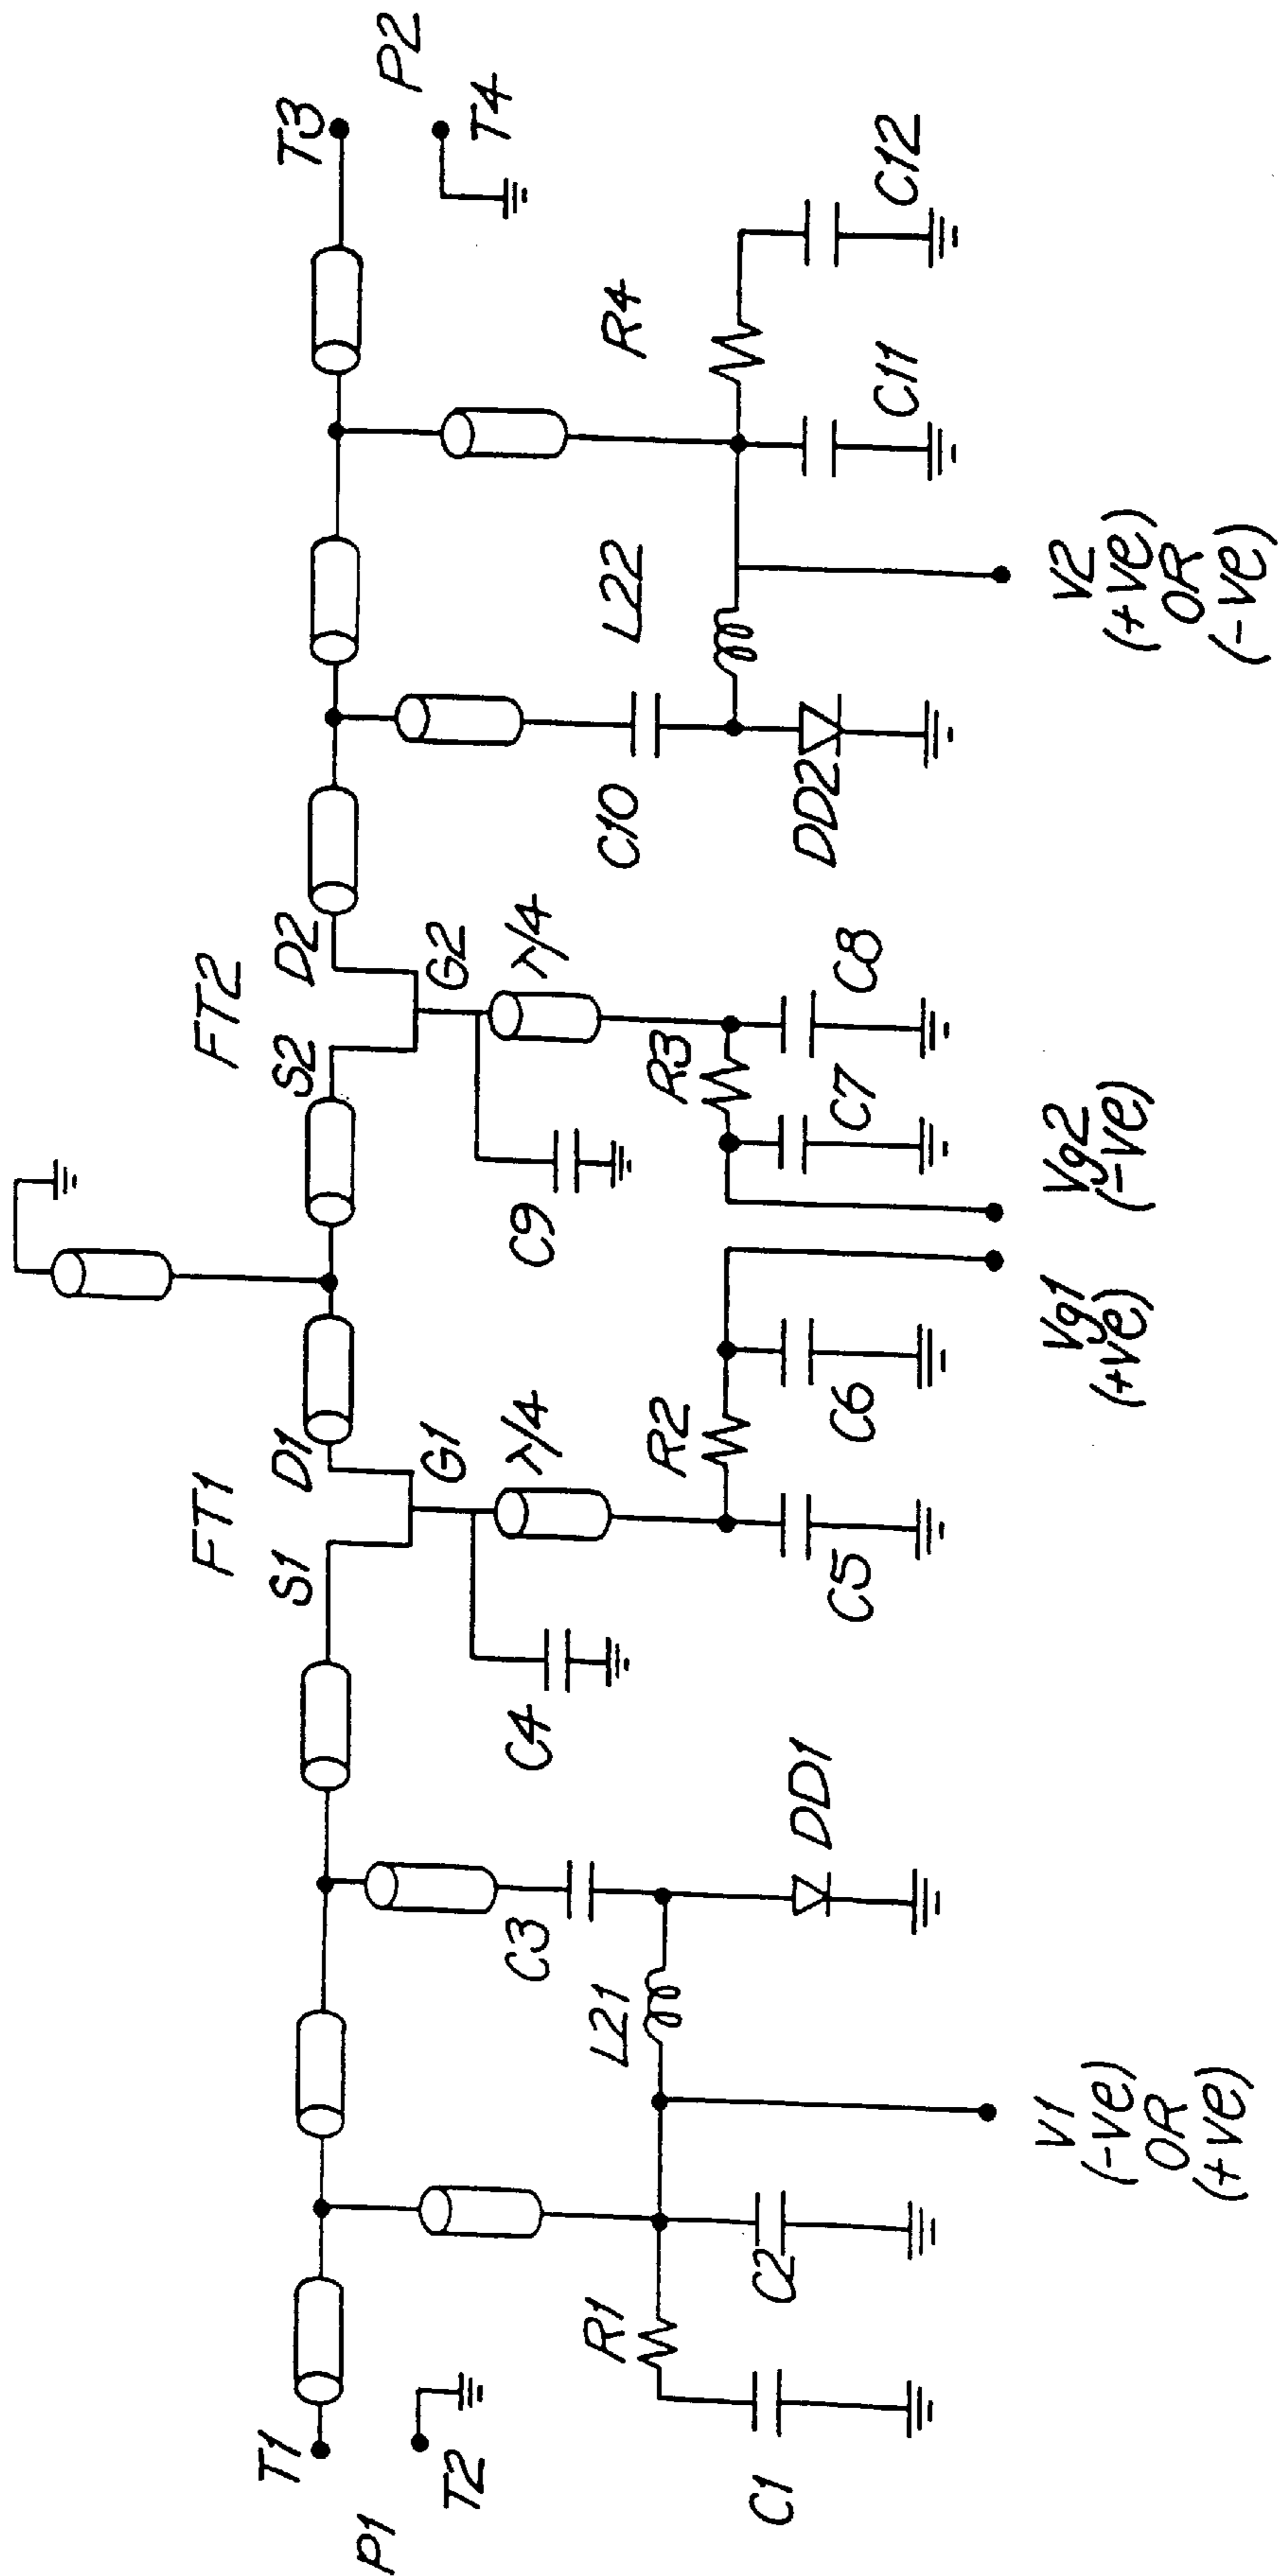 FT1
FT2
S1
D1
S2
D2
T1
P1
T2
G1
G2
T3
P2
T4
λ/4
λ/4
C4
C9
C3
C10
L22
R4
R1
L21
R2
R3
C1
C2
DD1
C5
C6
C7
C8
DD2
C11
C12
V1
(-ve)
OR
(+ve)
Vg1
(+ve)
Vg2
(-ve)
V2
(+ve)
OR
(-ve)